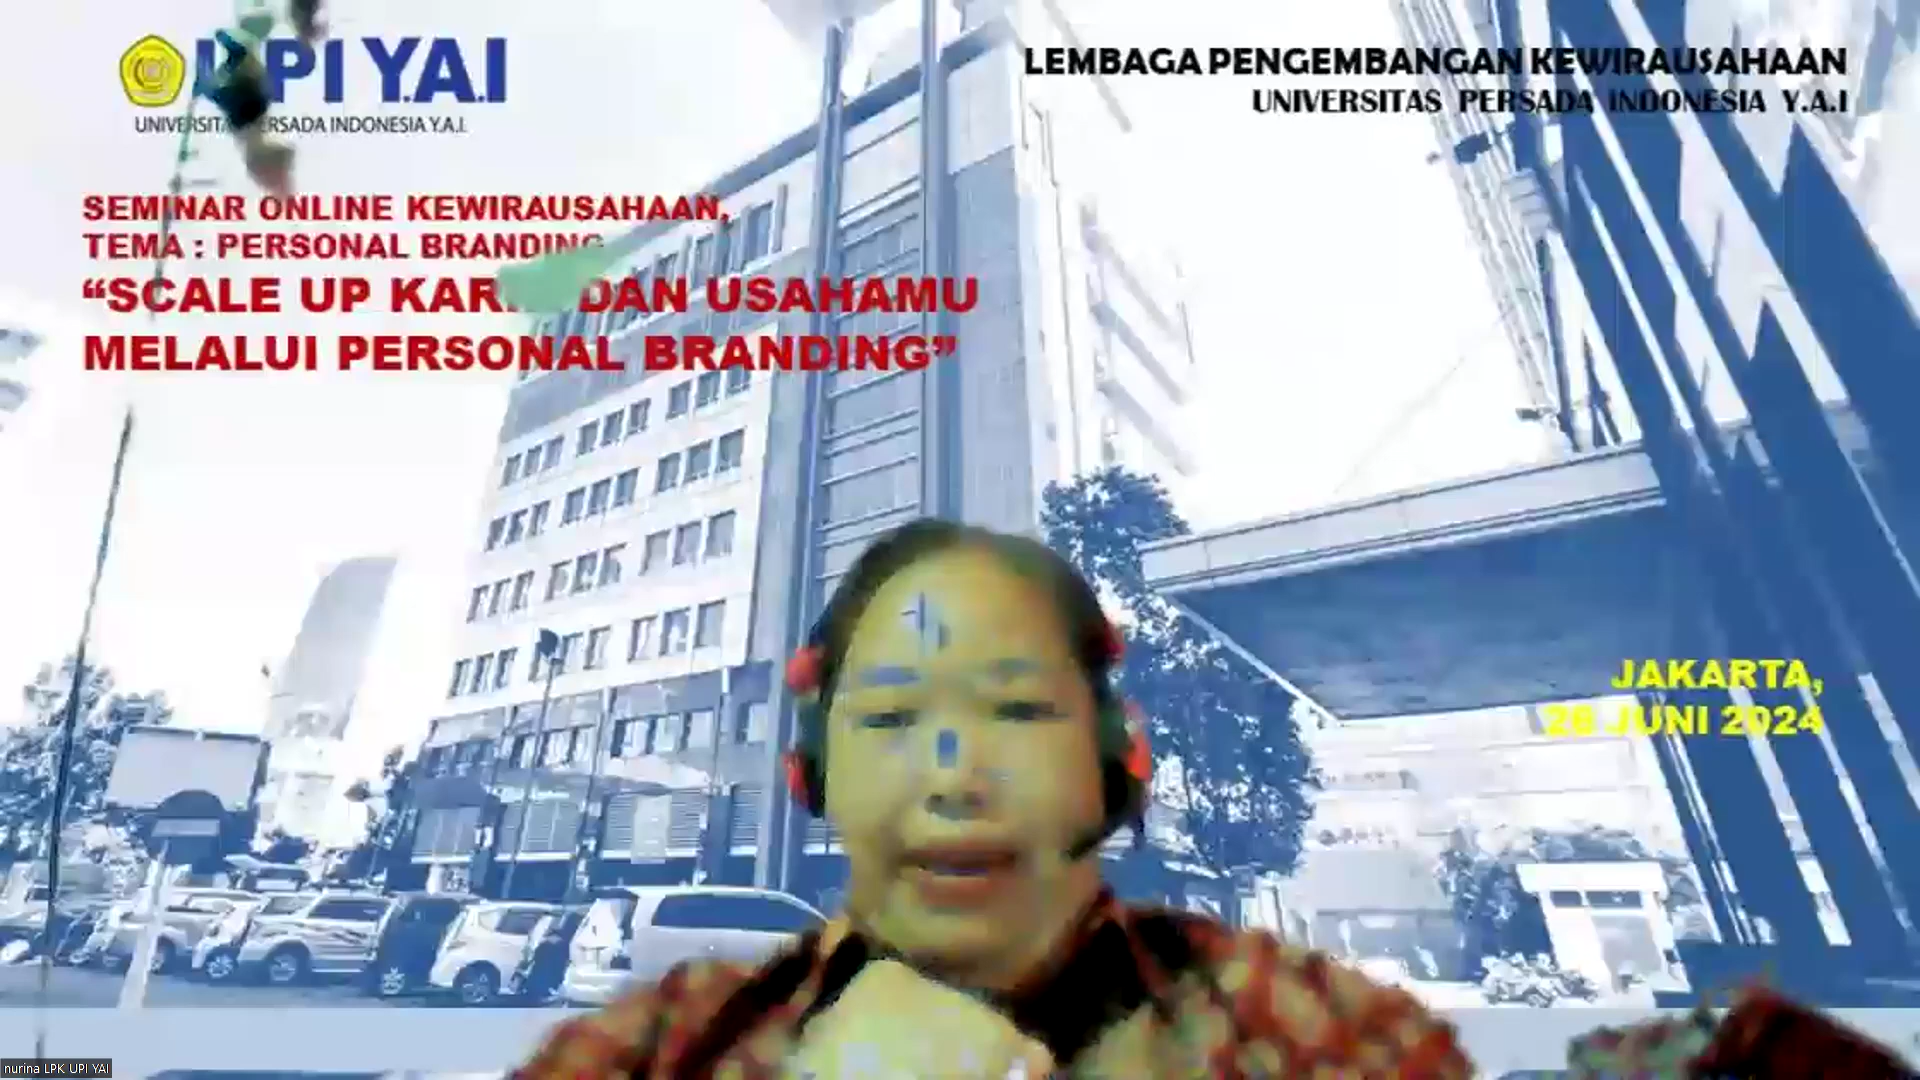 UPI Y.A.I
UNIVERSITAS PERSADA INDONESIA Y.A.I.
LEMBAGA PENGEMBANGAN KEWIRAUSAHAAN
UNIVERSITAS PERSADA INDONESIA Y.A.I
SEMINAR ONLINE KEWIRAUSAHAAN,
TEMA : PERSONAL BRANDING
“SCALE UP DAN USAHAMU
MELALUI PERSONAL BRANDING”
JAKARTA,
JUNI 2024
nurina LPK UPI YAI